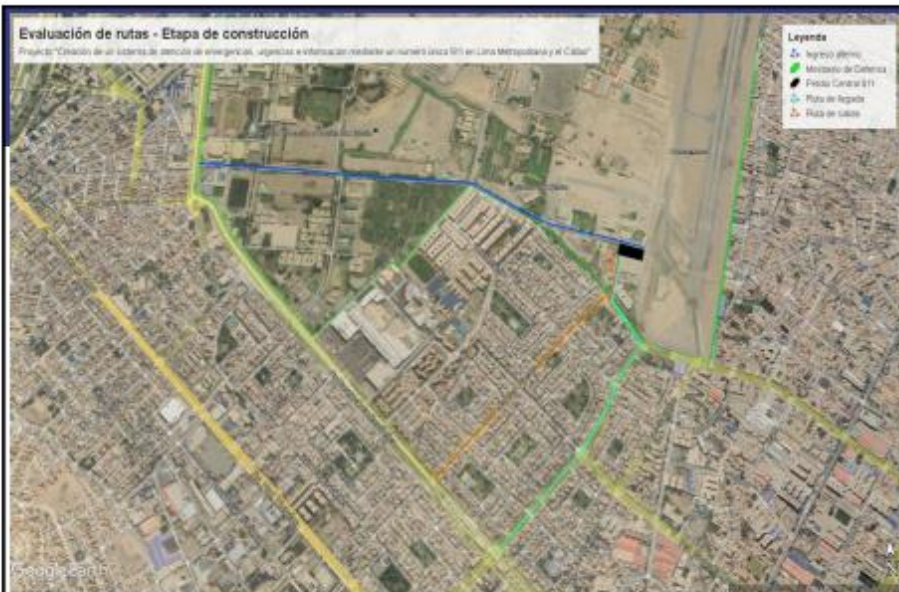 Evaluación de rutas - Etapa de construcción
Proyecto "Creación de un sistema de atención de emergencias, urgencias e información mediante un número único 911 en Lima Metropolitana y el Callao"
Leyenda
Ingreso alterno
Ministerio de Defensa
Predio Central 911
Ruta de llegada
Ruta de salida
Google Earth